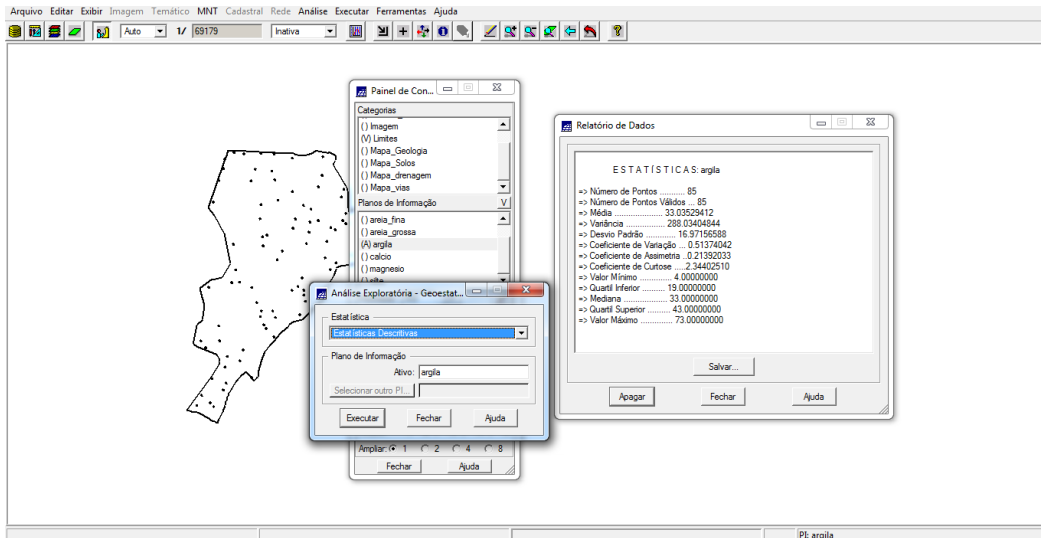 Arquivo Editar Exibir Imagem Temático MNT Cadastral Rede Análise Executar Ferramentas Ajuda
Auto 1/ 69179 Inativa
Painel de Con...
Categorias
( ) Imagem
(V) Limites
( ) Mapa_Geologia
( ) Mapa_Solos
( ) Mapa_drenagem
( ) Mapa_vias
Planos de Informação V
( ) areia_fina
( ) areia_grossa
(A) argila
( ) calcio
( ) magnesio
Análise Exploratória - Geoestat...
Estatística
Estatísticas Descritivas
Plano de Informação
Ativo: argila
Selecionar outro PI...
Executar Fechar Ajuda
Ampliar: 1 2 4 8
Fechar Ajuda
Relatório de Dados
E S T A T Í S T I C A S: argila
=> Número de Pontos ........... 85
=> Número de Pontos Válidos ... 85
=> Média ...................... 33.03529412
=> Variância .................. 288.03404844
=> Desvio Padrão .............. 16.97156588
=> Coeficiente de Variação ... 0.51374042
=> Coeficiente de Assimetria ..0.21392033
=> Coeficiente de Curtose .....2.34402510
=> Valor Mínimo ............... 4.00000000
=> Quartil Inferior .......... 19.00000000
=> Mediana .................... 33.00000000
=> Quartil Superior .......... 43.00000000
=> Valor Máximo .............. 73.00000000
Salvar...
Apagar Fechar Ajuda
PI: argila